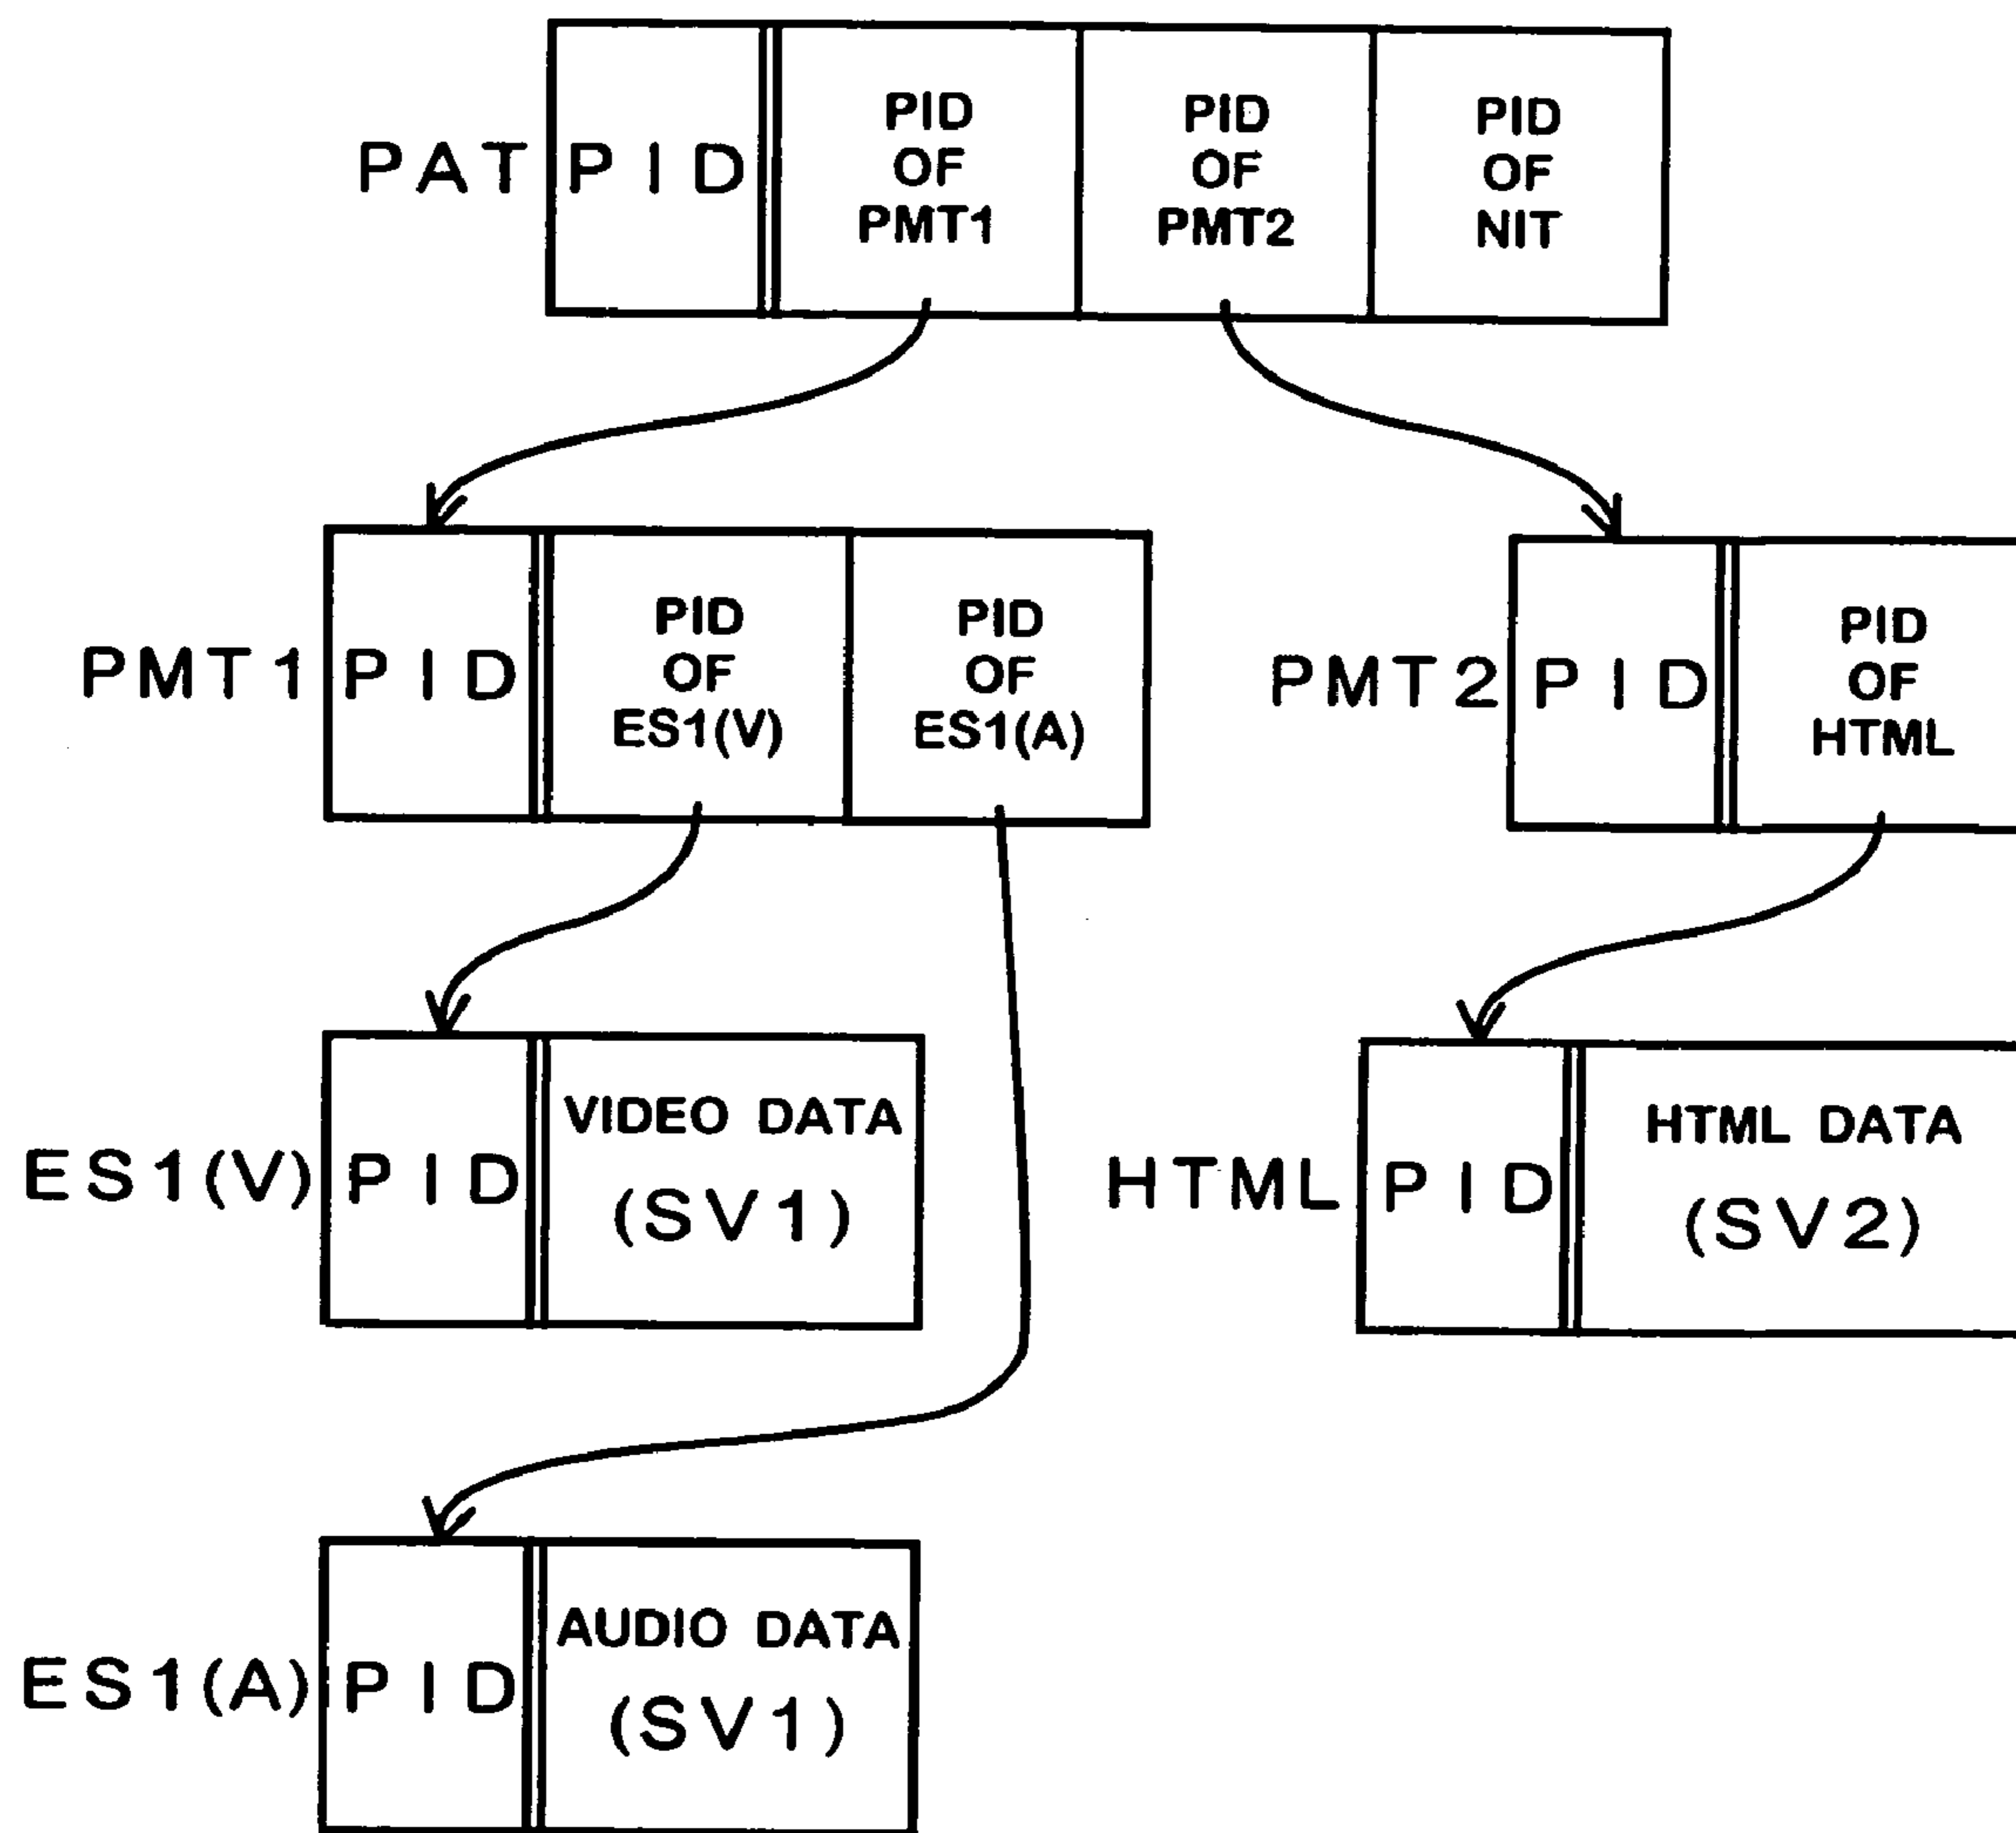 PAT
PID
PID
OF
PMT1
PID
OF
PMT2
PID
OF
NIT
PMT1
PID
PID
OF
ES1(V)
PID
OF
ES1(A)
PMT2
PID
PID
OF
HTML
ES1(V)
PID
VIDEO DATA
(SV1)
HTML
PID
HTML DATA
(SV2)
ES1(A)
PID
AUDIO DATA
(SV1)